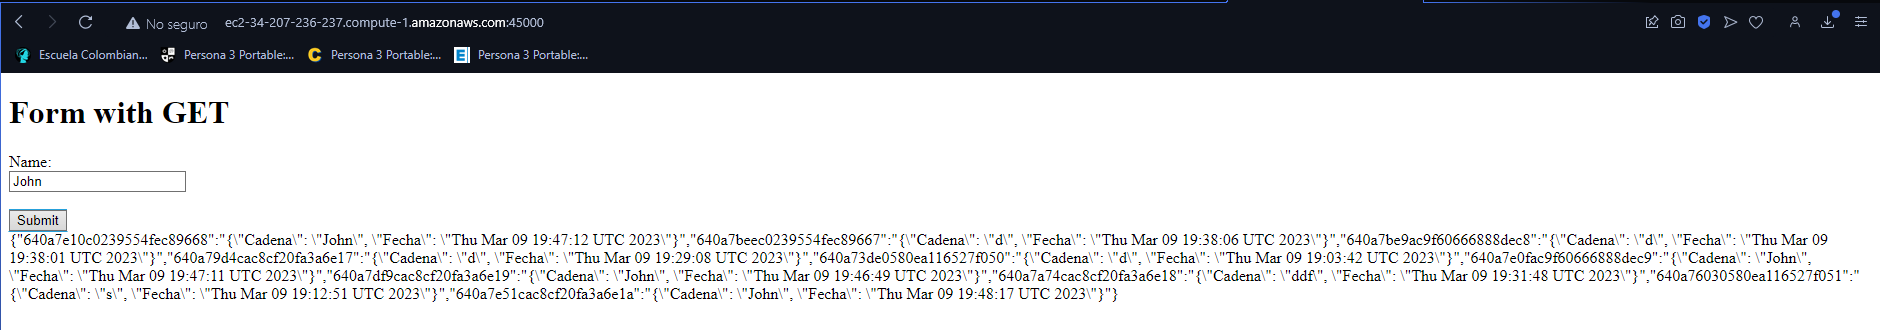 No seguro ec2-34-207-236-237.compute-1.amazonaws.com:45000
Escuela Colombian... Persona 3 Portable:... Persona 3 Portable:... Persona 3 Portable:...
Form with GET
Name:
John
Submit
{"640a7e10c0239554fec89668":"{\"Cadena\": \"John\", \"Fecha\": \"Thu Mar 09 19:47:12 UTC 2023\"}","640a7beec0239554fec89667":"{\"Cadena\": \"d\", \"Fecha\": \"Thu Mar 09 19:38:06 UTC 2023\"}","640a7be9ac9f60666888dec8":"{\"Cadena\": \"d\", \"Fecha\": \"Thu Mar 09
19:38:01 UTC 2023\"}","640a79d4cac8cf20fa3a6e17":"{\"Cadena\": \"d\", \"Fecha\": \"Thu Mar 09 19:29:08 UTC 2023\"}","640a73de0580ea116527f050":"{\"Cadena\": \"d\", \"Fecha\": \"Thu Mar 09 19:03:42 UTC 2023\"}","640a7e0fac9f60666888dec9":"{\"Cadena\": \"John\",
\"Fecha\": \"Thu Mar 09 19:47:11 UTC 2023\"}","640a7df9cac8cf20fa3a6e19":"{\"Cadena\": \"John\", \"Fecha\": \"Thu Mar 09 19:46:49 UTC 2023\"}","640a7a74cac8cf20fa3a6e18":"{\"Cadena\": \"ddf\", \"Fecha\": \"Thu Mar 09 19:31:48 UTC 2023\"}","640a76030580ea116527f051":"
{\"Cadena\": \"s\", \"Fecha\": \"Thu Mar 09 19:12:51 UTC 2023\"}","640a7e51cac8cf20fa3a6e1a":"{\"Cadena\": \"John\", \"Fecha\": \"Thu Mar 09 19:48:17 UTC 2023\"}"}